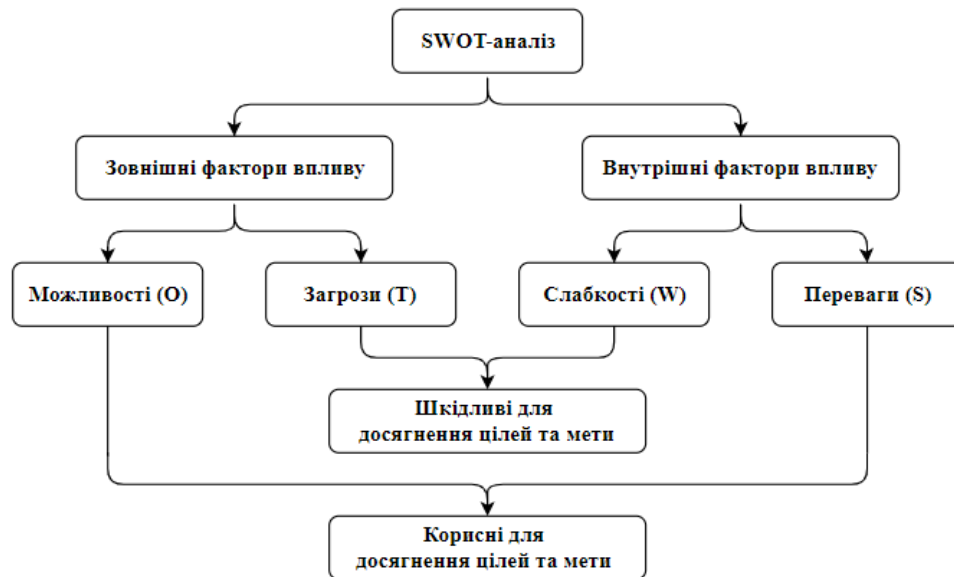 SWOT-аналіз
Зовнішні фактори впливу
Внутрішні фактори впливу
Можливості (O)
Загрози (T)
Слабкості (W)
Переваги (S)
Шкідливі для
досягнення цілей та мети
Корисні для
досягнення цілей та мети